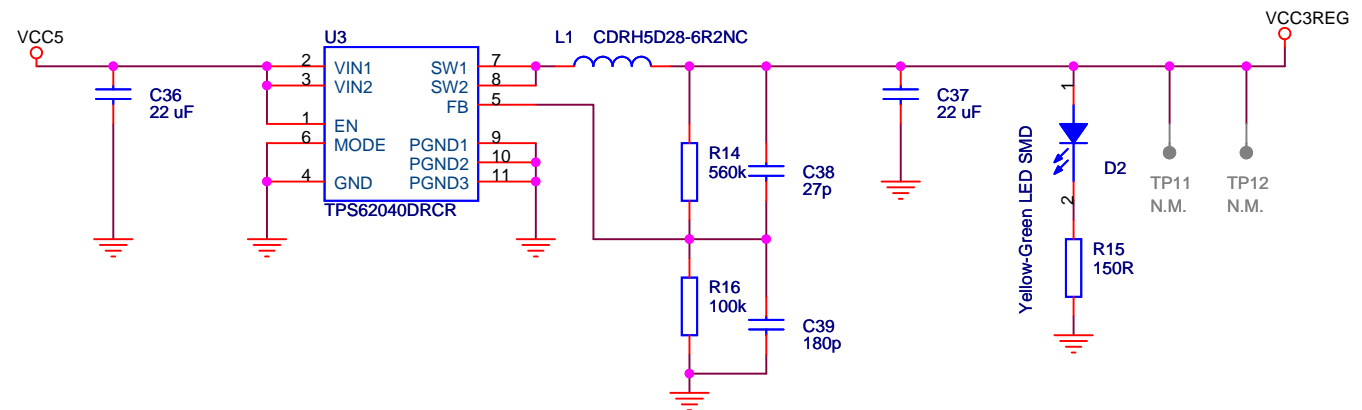 VCC5
VCC3REG
U3
L1 CDRH5D28-6R2NC
2 VIN1 SW1 7
3 VIN2 SW2 8
FB 5
1 EN
6 MODE PGND1 9
PGND2 10
4 GND PGND3 11
TPS62040DRCR
C36
22 uF
R14
560k
C38
27p
C37
22 uF
R16
100k
C39
180p
Yellow-Green LED SMD
1
2
D2
R15
150R
TP11
N.M.
TP12
N.M.